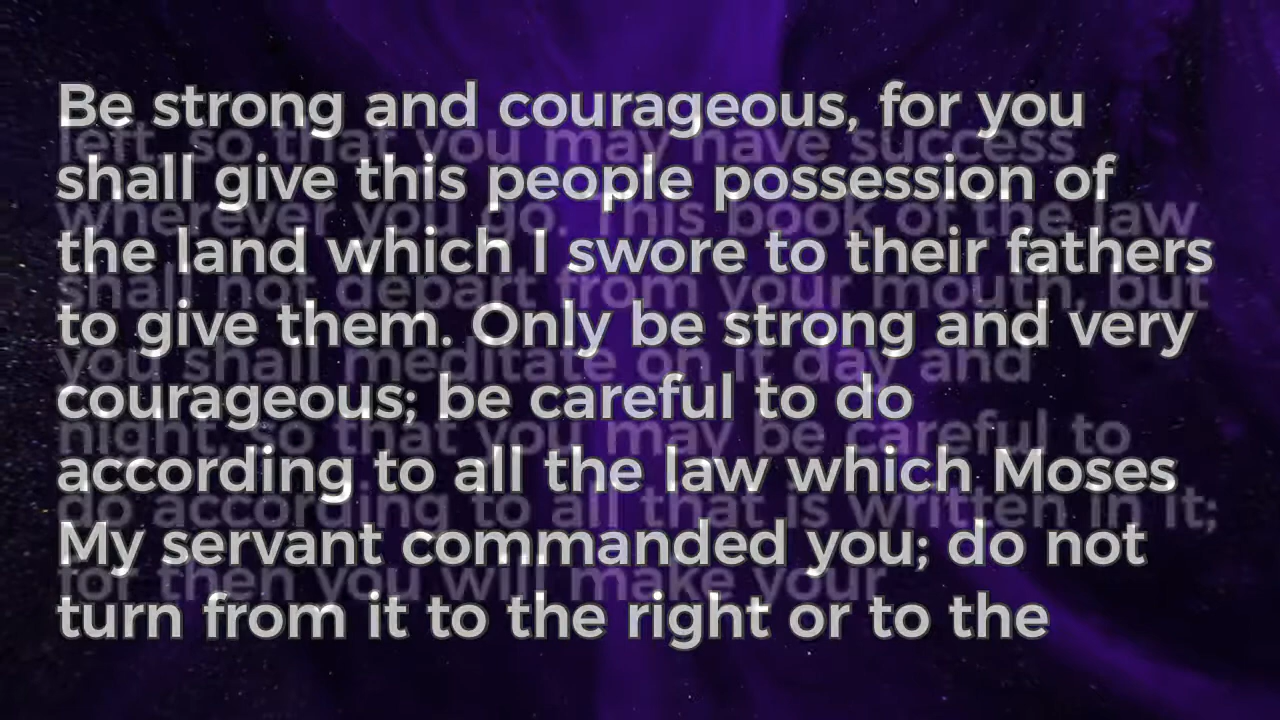 Be strong and courageous, for you
shall give this people possession of
the land which I swore to their fathers
to give them. Only be strong and very
courageous; be careful to do
according to all the law which Moses
My servant commanded you; do not
turn from it to the right or to the
left, so that you may have success
wherever you go. This book of the law
shall not depart from your mouth, but
you shall meditate on it day and
night, so that you may be careful to
do according to all that is written in it;
for then you will make your